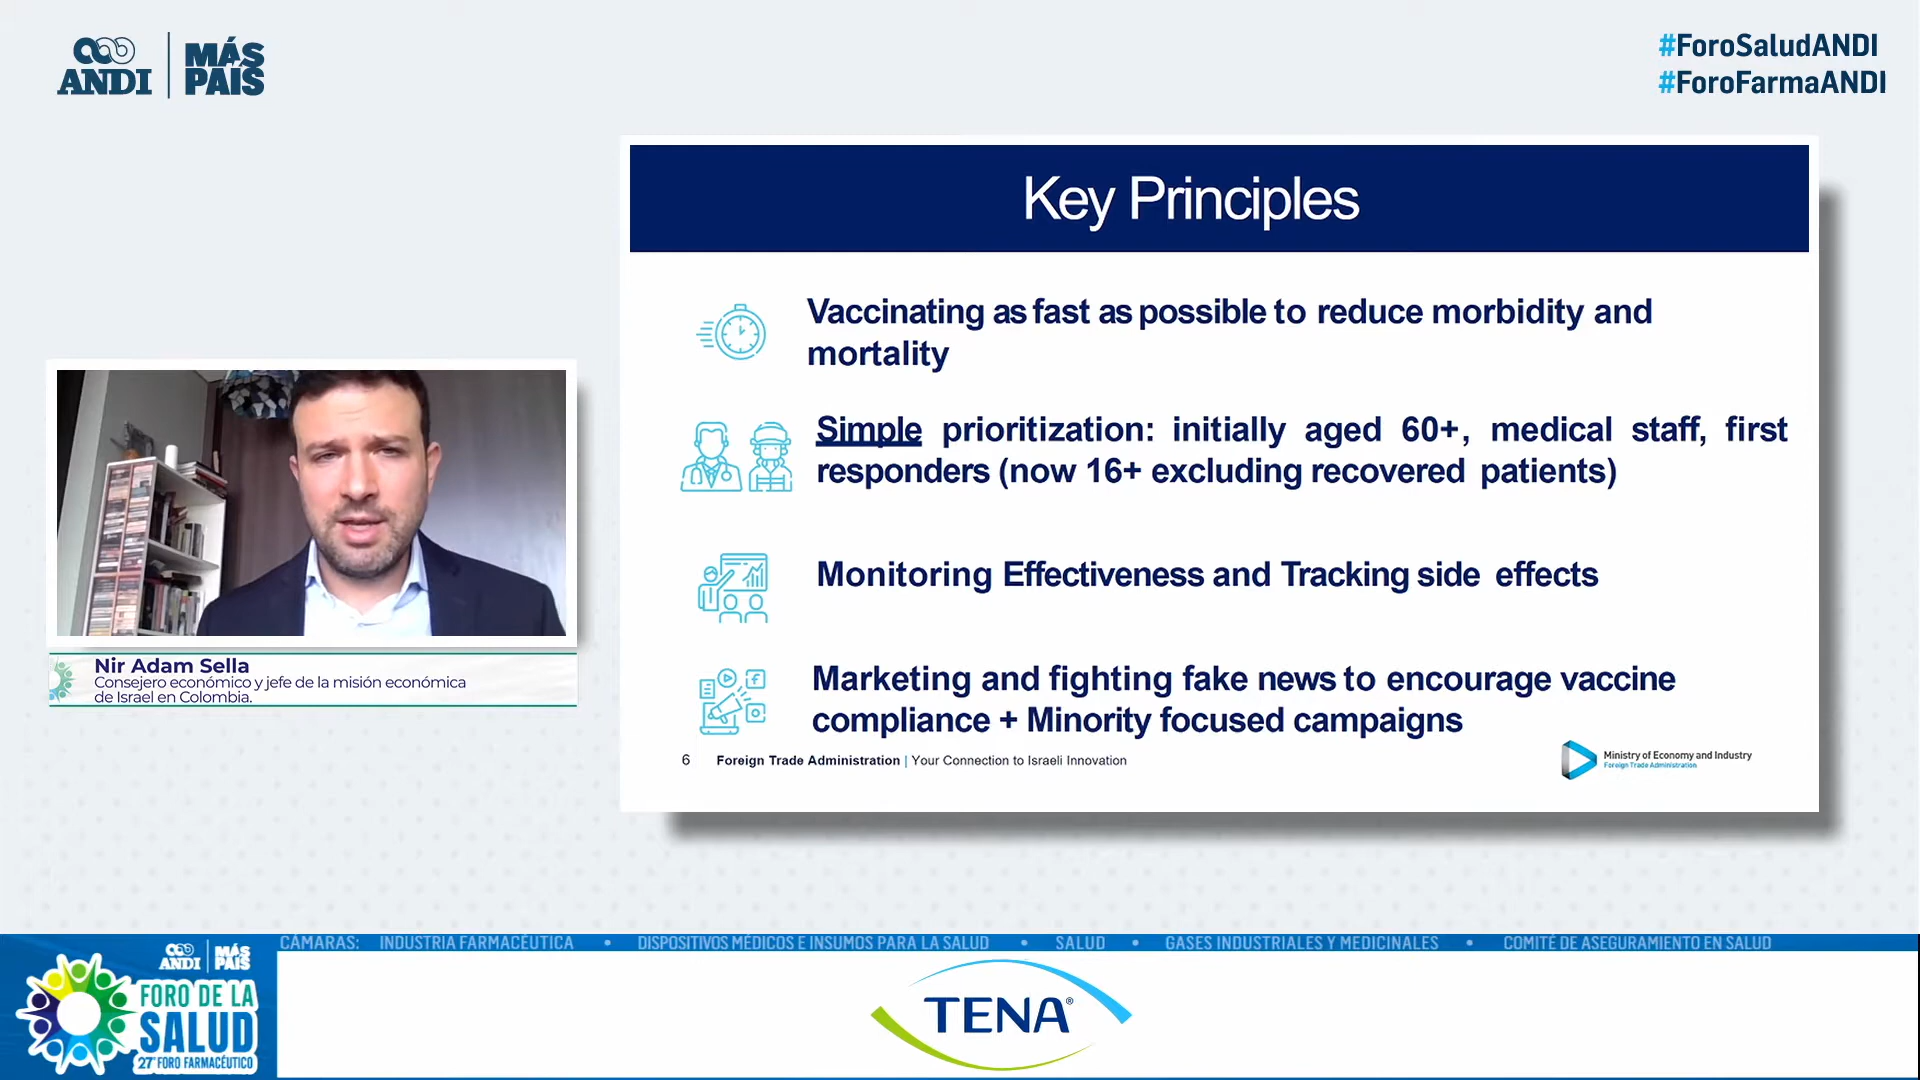 ANDI
MÁS
PAÍS
#ForoSaludANDI
#ForoFarmaANDI
Key Principles
Vaccinating as fast as possible to reduce morbidity and
mortality
Simple prioritization: initially aged 60+, medical staff, first
responders (now 16+ excluding recovered patients)
Monitoring Effectiveness and Tracking side effects
Marketing and fighting fake news to encourage vaccine
compliance + Minority focused campaigns
6 Foreign Trade Administration | Your Connection to Israeli Innovation
Ministry of Economy and Industry
Foreign Trade Administration
Nir Adam Sella
Consejero económico y jefe de la misión económica
de Israel en Colombia.
CÁMARAS: INDUSTRIA FARMACÉUTICA • DISPOSITIVOS MÉDICOS E INSUMOS PARA LA SALUD • SALUD • GASES INDUSTRIALES Y MEDICINALES • COMITÉ DE ASEGURAMIENTO EN SALUD
ANDI
MÁS
PAÍS
FORO DE LA
SALUD
27° FORO FARMACÉUTICO
TENA®